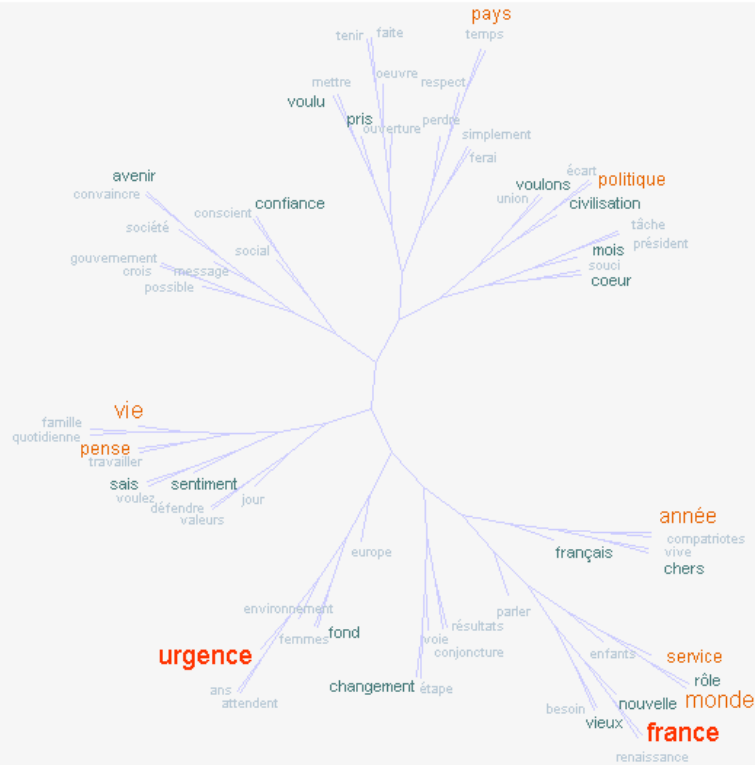 pays
tenir
faite
temps
mettre
oeuvre
respect
voulu
pris
ouverture
perdre
simplement
ferai
avenir
convaincre
conscient
confiance
société
social
gouvernement
crois
message
possible
écart
voulons
politique
union
civilisation
tâche
président
mois
souci
coeur
vie
famille
quotidienne
pense
travailler
sais
sentiment
voulez
jour
défendre
valeurs
europe
environnement
femmes
fond
urgence
ans
attendent
résultats
voie
conjoncture
changement
étape
année
compatriotes
français
vive
chers
parler
enfants
service
rôle
monde
besoin
nouvelle
vieux
france
renaissance